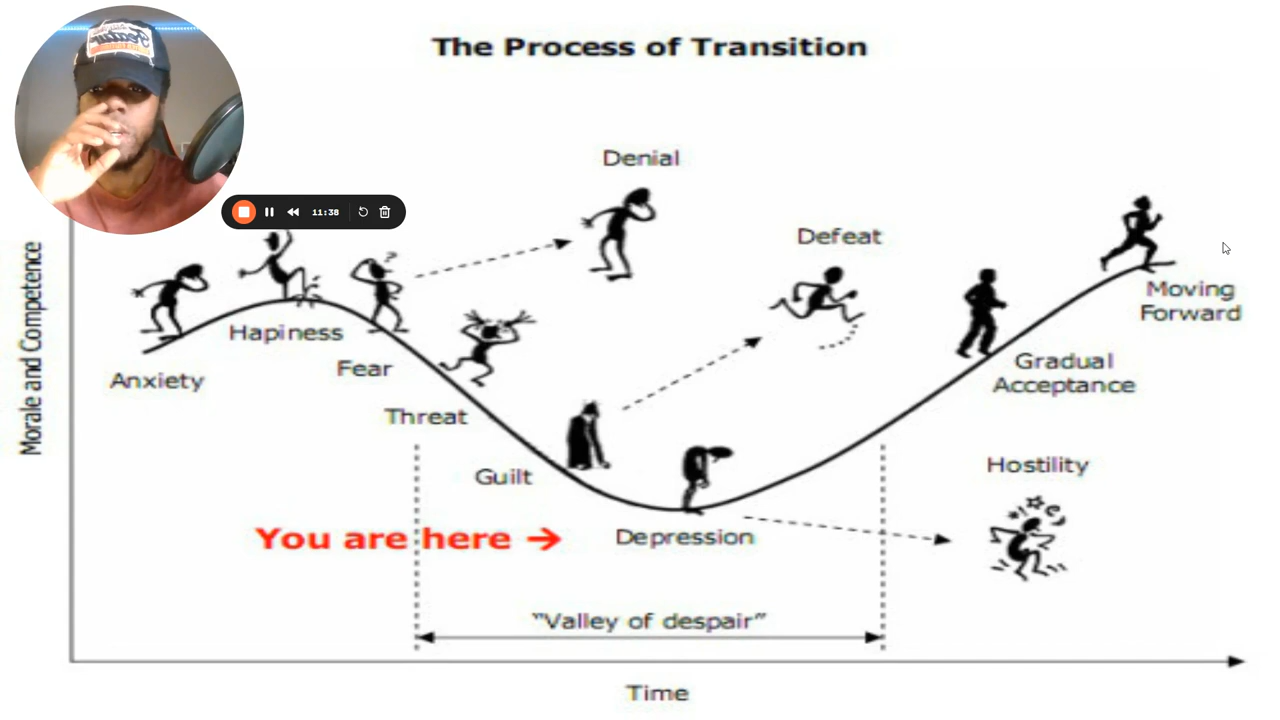 The Process of Transition
Denial
11:38
?
Defeat
Morale and Competence
Hapiness
Moving
Forward
Fear
Anxiety
Gradual
Acceptance
Threat
Guilt
Hostility
You are here →
Depression
“Valley of despair”
Time